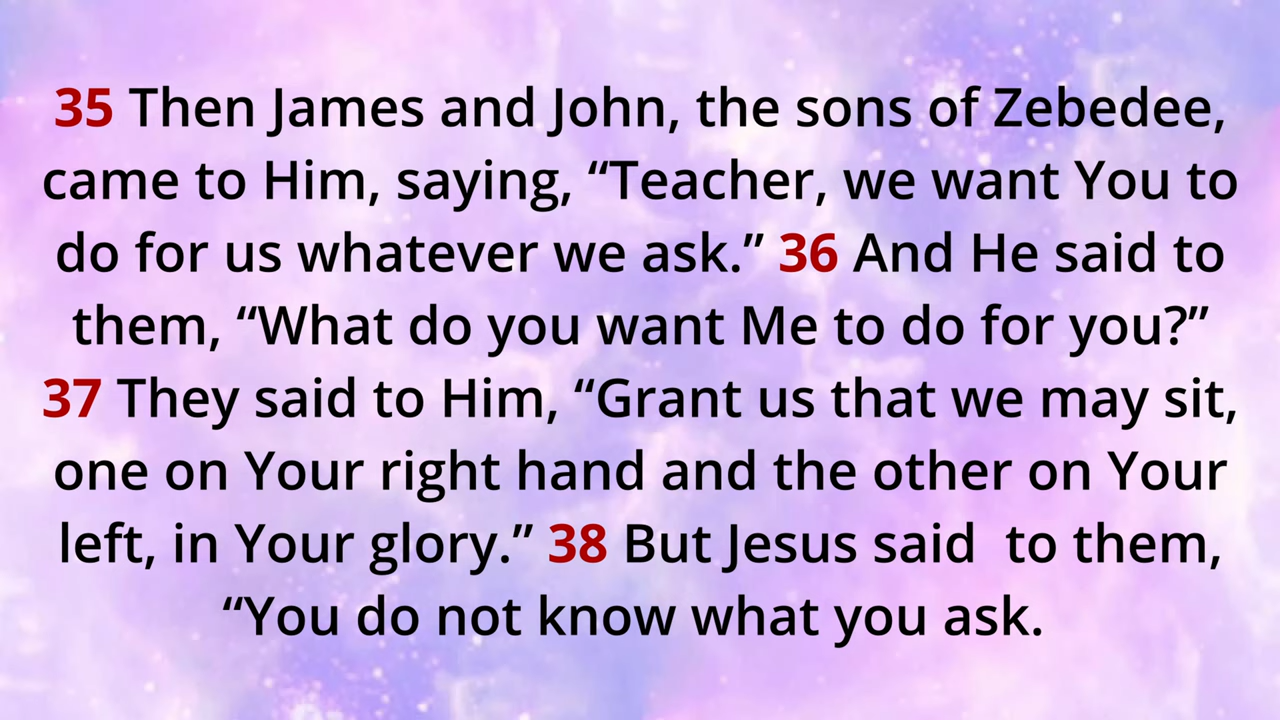 35 Then James and John, the sons of Zebedee,
came to Him, saying, “Teacher, we want You to
do for us whatever we ask.” 36 And He said to
them, “What do you want Me to do for you?”
37 They said to Him, “Grant us that we may sit,
one on Your right hand and the other on Your
left, in Your glory.” 38 But Jesus said  to them,
“You do not know what you ask.